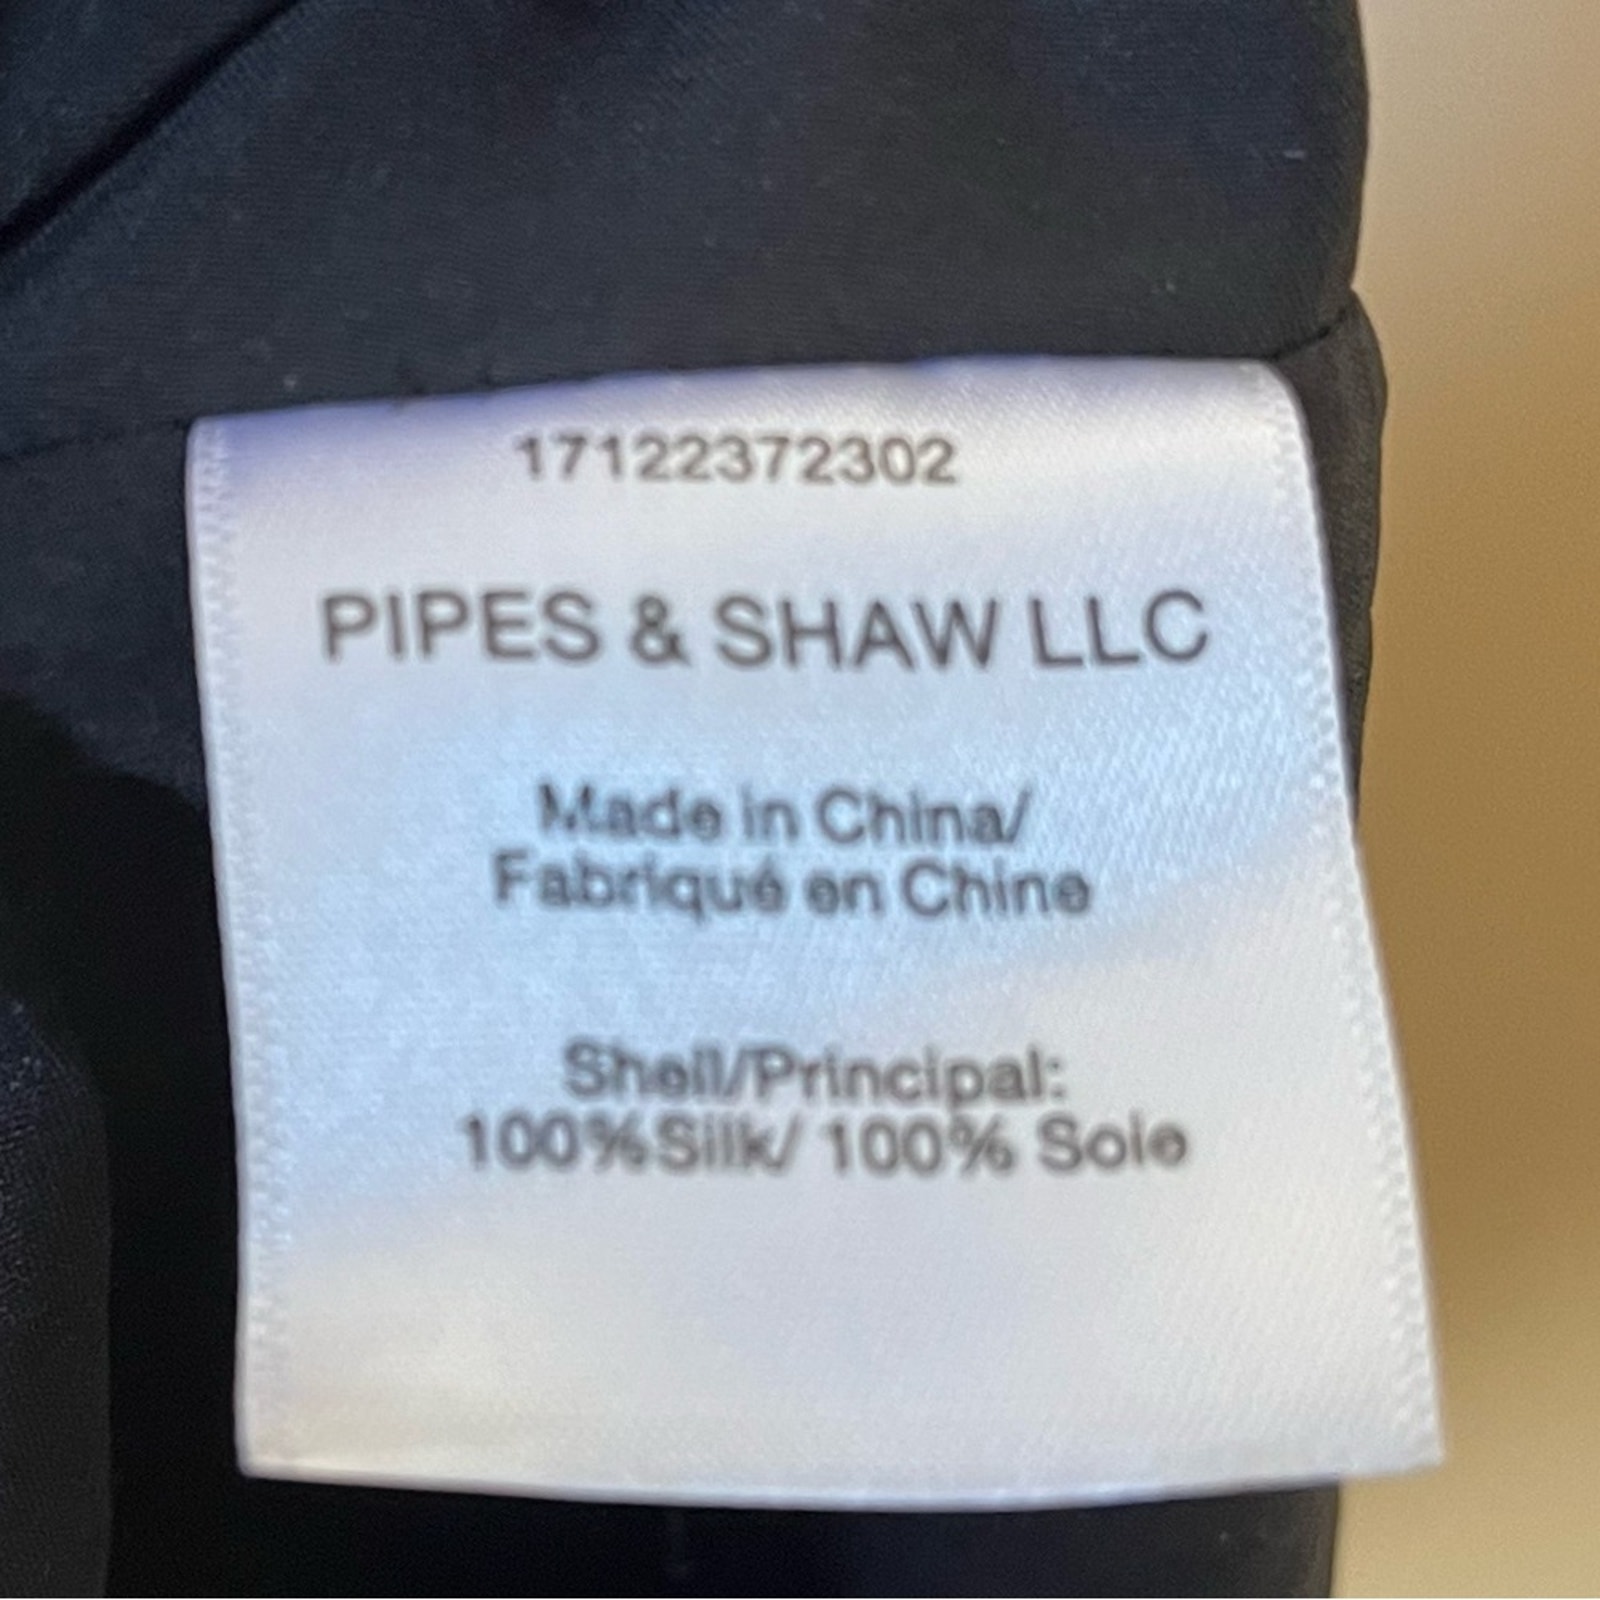 17122372302
PIPES & SHAW LLC
Made in China/
Fabriqué en Chine
Shell/Principal:
100%Silk/ 100% Soie